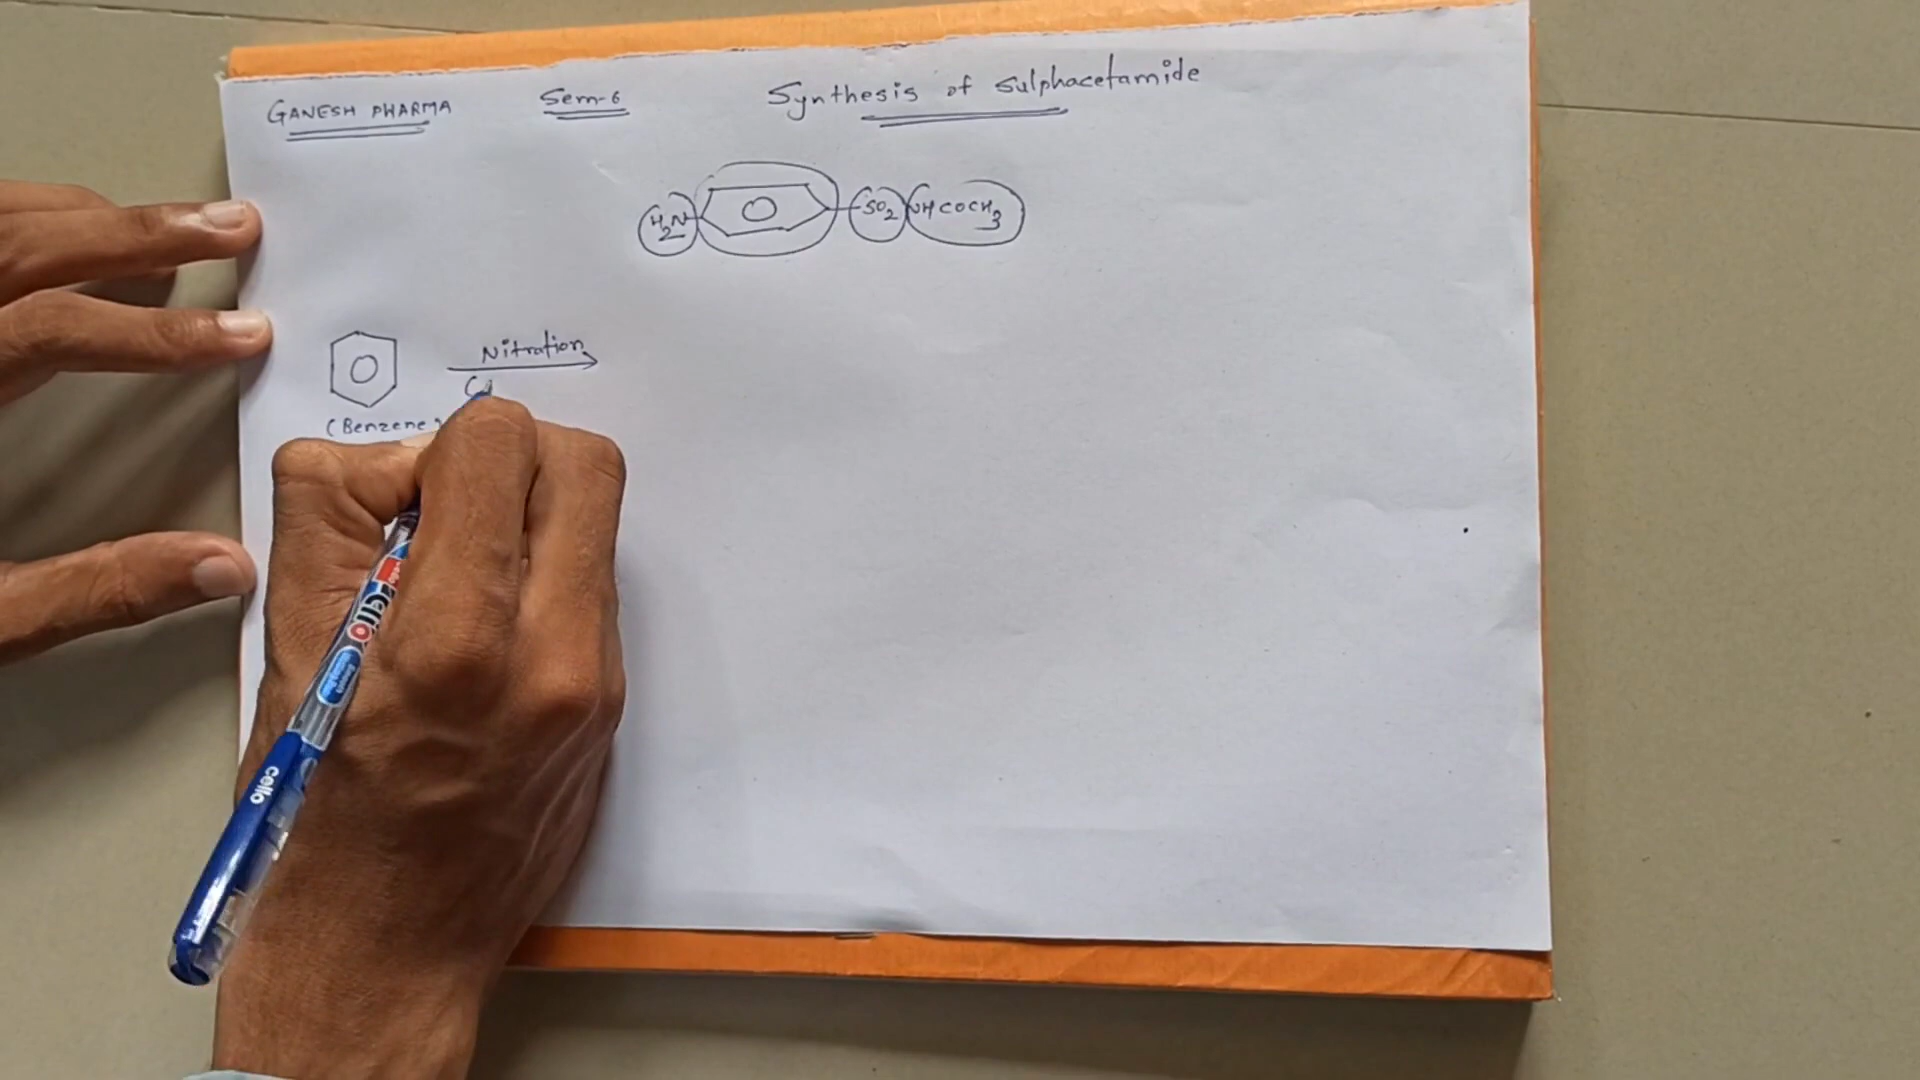 GANESH PHARMA Sem-6 Synthesis of Sulphacetamide
H2N O SO2 NHCOCH3
Nitration
(Benzene)
cello
cello